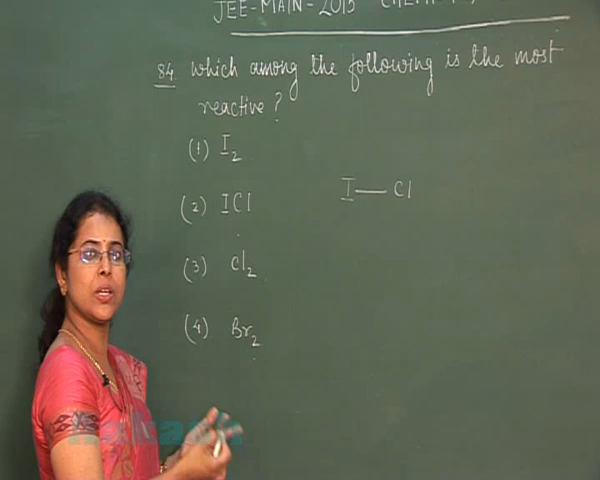 JEE-MAIN-2015 CHEM
84. which among the following is the most
reactive ?
(1) I2
(2) ICl
I — Cl
(3) Cl2
(4) Br2